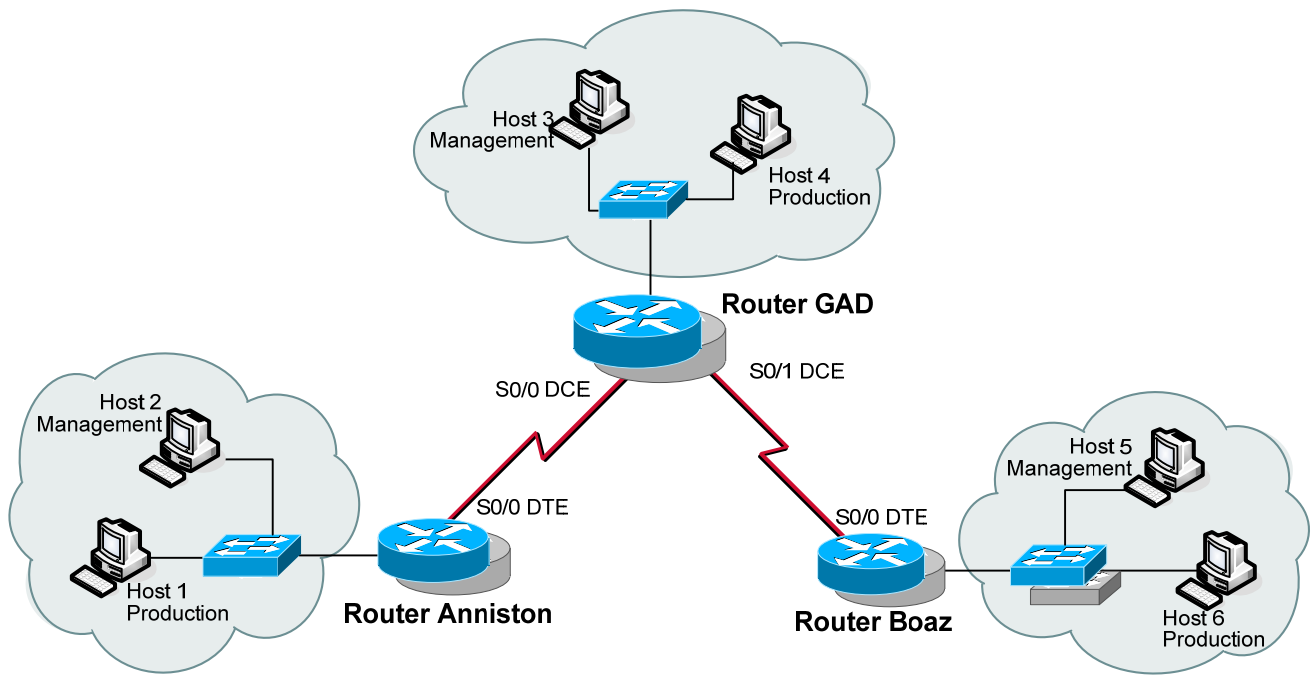 Host 3
Management
Host 4
Production
Router GAD
S0/0 DCE
S0/1 DCE
Host 2
Management
S0/0 DTE
Host 1
Production
Router Anniston
Host 5
Management
S0/0 DTE
Router Boaz
Host 6
Production